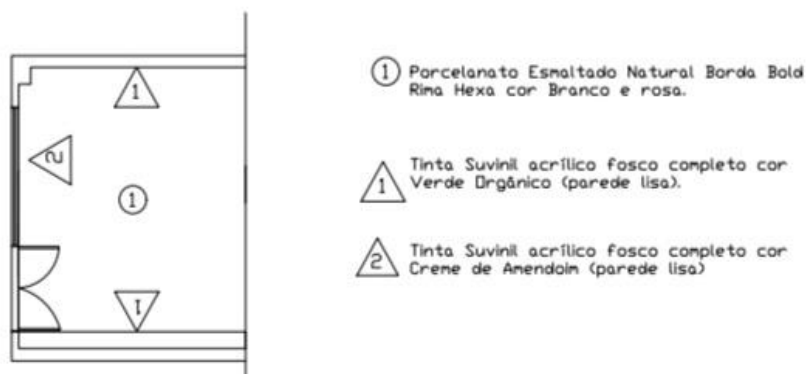 1
2
1
1
1 Porcelanato Esmaltado Natural Borda Bold
Rima Hexa cor Branco e rosa.
1 Tinta Suvinil acrílico fosco completo cor
Verde Orgânico (parede lisa).
2 Tinta Suvinil acrílico fosco completo cor
Creme de Amendoim (parede lisa)